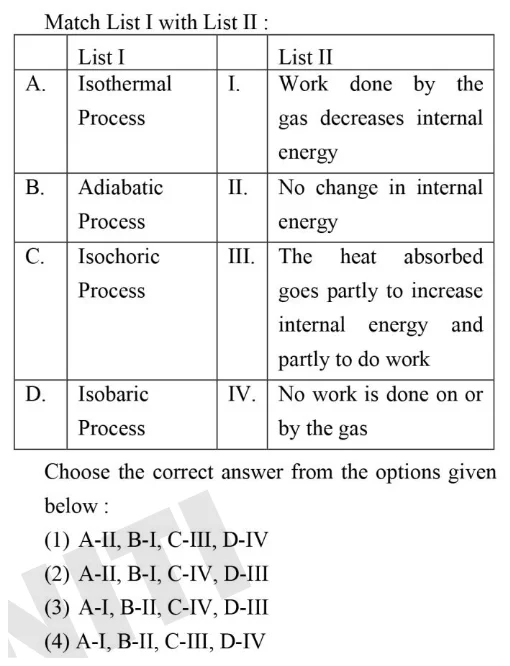 Match List I with List II :
List I List II
A. Isothermal I. Work done by the
Process gas decreases internal
energy
B. Adiabatic II. No change in internal
Process energy
C. Isochoric III. The heat absorbed
Process goes partly to increase
internal energy and
partly to do work
D. Isobaric IV. No work is done on or
Process by the gas
Choose the correct answer from the options given
below :
(1) A-II, B-I, C-III, D-IV
(2) A-II, B-I, C-IV, D-III
(3) A-I, B-II, C-IV, D-III
(4) A-I, B-II, C-III, D-IV